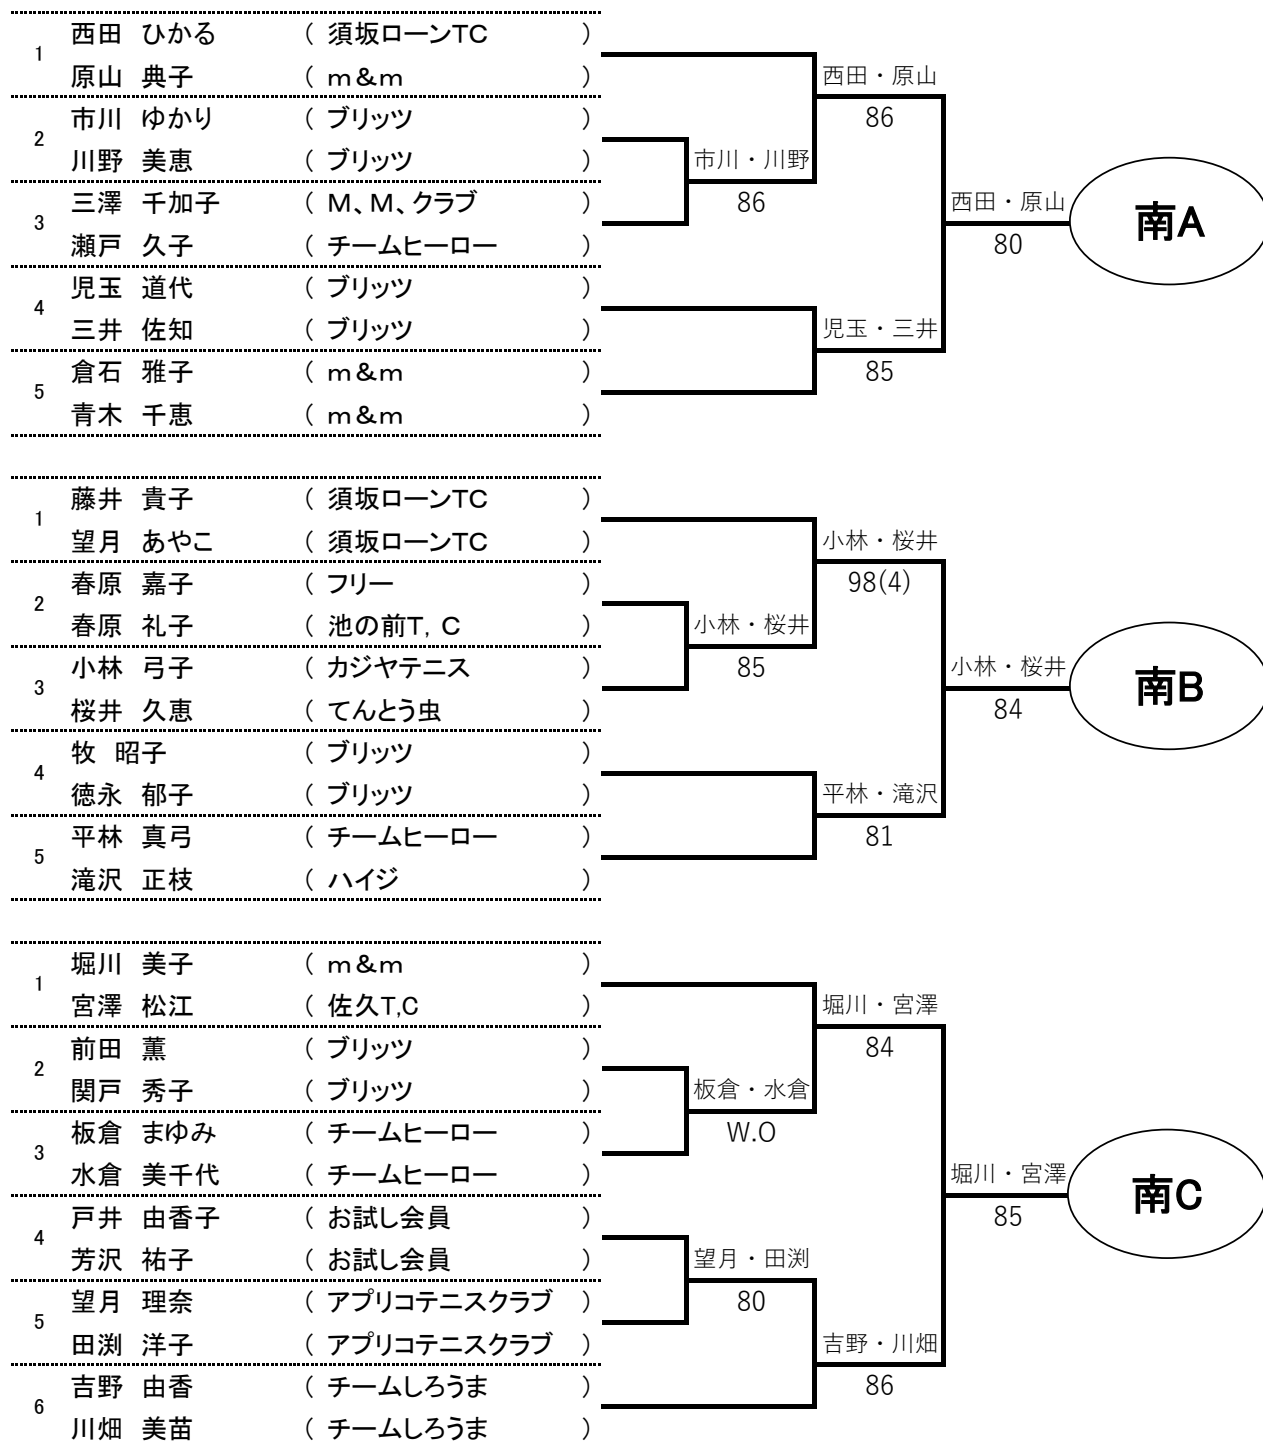 1
西田 ひかる ( 須坂ローンTC )
原山 典子 ( m&m )
西田・原山
86
2
市川 ゆかり ( ブリッツ )
川野 美恵 ( ブリッツ )
市川・川野
86
3
三澤 千加子 ( M、M、クラブ )
瀬戸 久子 ( チームヒーロー )
西田・原山
80
南A
4
児玉 道代 ( ブリッツ )
三井 佐知 ( ブリッツ )
児玉・三井
85
5
倉石 雅子 ( m&m )
青木 千恵 ( m&m )
1
藤井 貴子 ( 須坂ローンTC )
望月 あやこ ( 須坂ローンTC )
小林・桜井
98(4)
2
春原 嘉子 ( フリー )
春原 礼子 ( 池の前T, C )
小林・桜井
85
3
小林 弓子 ( カジヤテニス )
桜井 久恵 ( てんとう虫 )
小林・桜井
84
南B
4
牧 昭子 ( ブリッツ )
徳永 郁子 ( ブリッツ )
平林・滝沢
81
5
平林 真弓 ( チームヒーロー )
滝沢 正枝 ( ハイジ )
1
堀川 美子 ( m&m )
宮澤 松江 ( 佐久T,C )
堀川・宮澤
84
2
前田 薫 ( ブリッツ )
関戸 秀子 ( ブリッツ )
板倉・水倉
W.O
3
板倉 まゆみ ( チームヒーロー )
水倉 美千代 ( チームヒーロー )
堀川・宮澤
85
南C
4
戸井 由香子 ( お試し会員 )
芳沢 祐子 ( お試し会員 )
望月・田渕
80
5
望月 理奈 ( アプリコテニスクラブ )
田渕 洋子 ( アプリコテニスクラブ )
吉野・川畑
86
6
吉野 由香 ( チームしろうま )
川畑 美苗 ( チームしろうま )